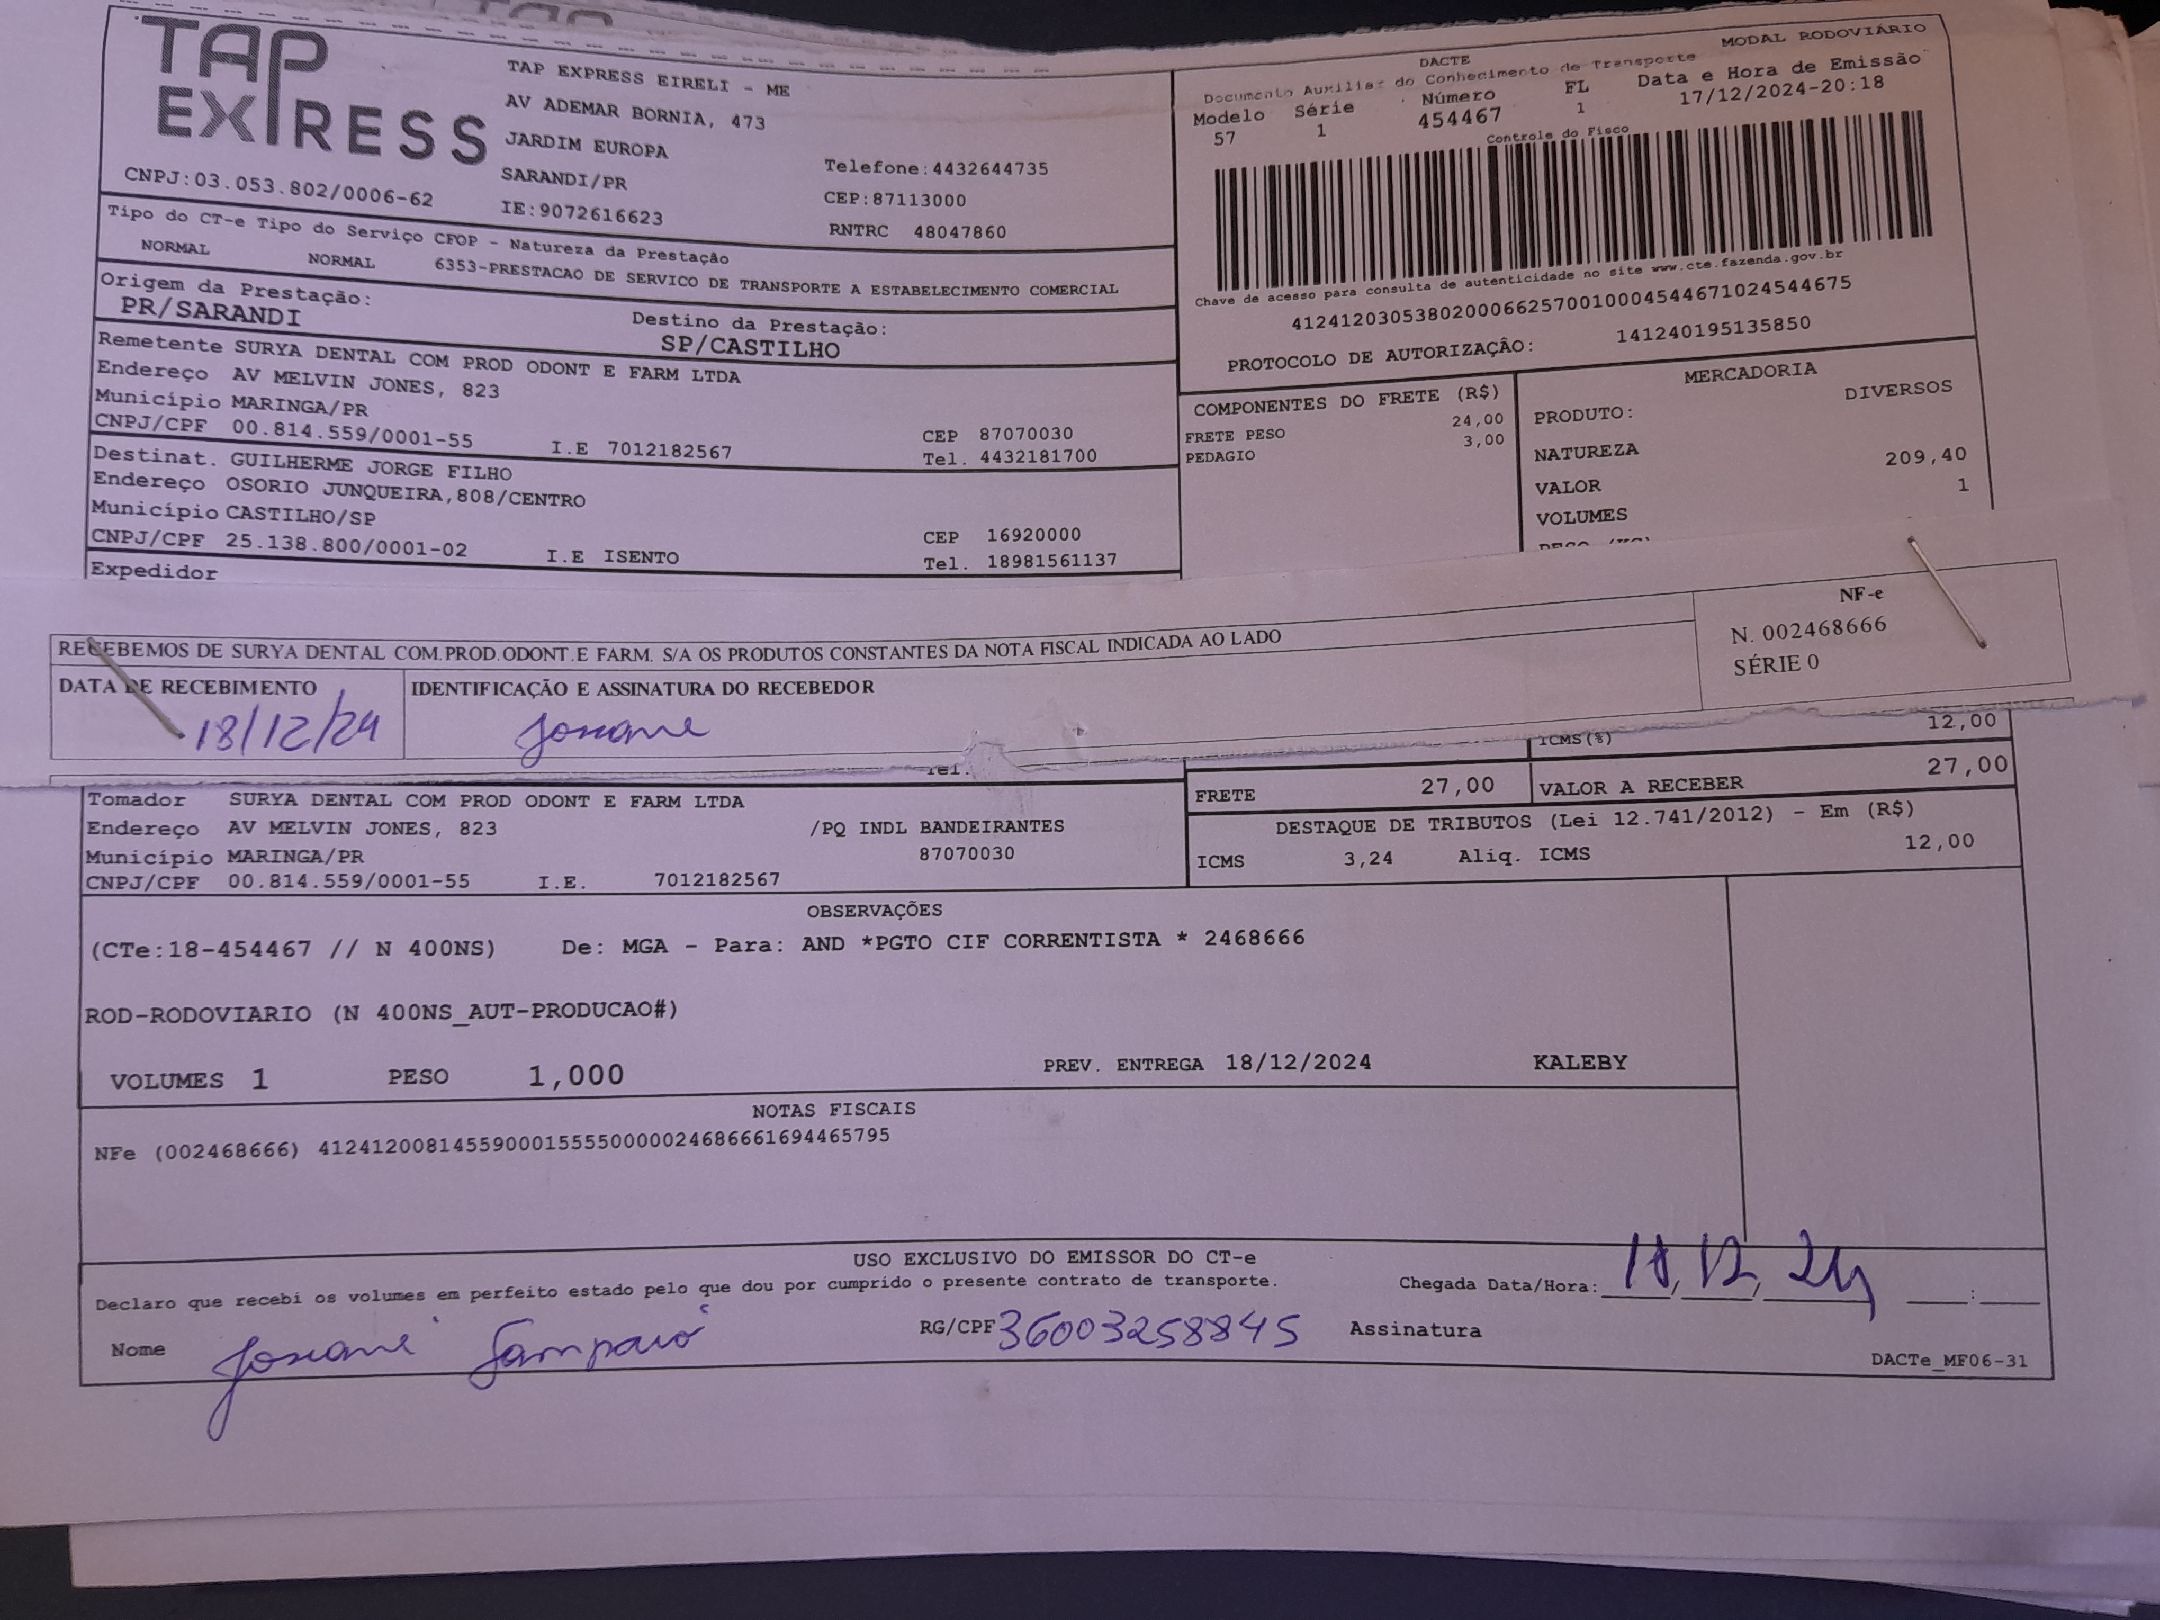 TAP
EXPRESS
CNPJ:03.053.802/0006-62
TAP EXPRESS EIRELI - ME
AV ADEMAR BORNIA, 473
JARDIM EUROPA
SARANDI/PR
IE:9072616623
Telefone:4432644735
CEP:87113000
RNTRC 48047860
DACTE
MODAL RODOVIÁRIO
Documento Auxiliar do Conhecimento de Transporte
Modelo Série Número FL Data e Hora de Emissão
57 1 454467 1 17/12/2024-20:18
Controle do Fisco
Chave de acesso para consulta de autenticidade no site www.cte.fazenda.gov.br
41241203053802000662570010004544671024544675
PROTOCOLO DE AUTORIZAÇÃO: 141240195135850
Tipo do CT-e Tipo do Serviço CFOP - Natureza da Prestação
NORMAL NORMAL 6353-PRESTACAO DE SERVICO DE TRANSPORTE A ESTABELECIMENTO COMERCIAL
Origem da Prestação:
PR/SARANDI
Destino da Prestação:
SP/CASTILHO
Remetente SURYA DENTAL COM PROD ODONT E FARM LTDA
Endereço AV MELVIN JONES, 823
Município MARINGA/PR CEP 87070030
CNPJ/CPF 00.814.559/0001-55 I.E 7012182567 Tel. 4432181700
Destinat. GUILHERME JORGE FILHO
Endereço OSORIO JUNQUEIRA,808/CENTRO
Município CASTILHO/SP CEP 16920000
CNPJ/CPF 25.138.800/0001-02 I.E ISENTO Tel. 18981561137
Expedidor
COMPONENTES DO FRETE (R$)
FRETE PESO 24,00
PEDAGIO 3,00
MERCADORIA
PRODUTO: DIVERSOS
NATUREZA
VALOR 209,40
VOLUMES 1
RECEBEMOS DE SURYA DENTAL COM.PROD.ODONT.E FARM. S/A OS PRODUTOS CONSTANTES DA NOTA FISCAL INDICADA AO LADO
DATA DE RECEBIMENTO
18/12/24
IDENTIFICAÇÃO E ASSINATURA DO RECEBEDOR
Josiane
NF-e
N. 002468666
SÉRIE 0
Tel.
ICMS(%) 12,00
FRETE 27,00 VALOR A RECEBER 27,00
Tomador SURYA DENTAL COM PROD ODONT E FARM LTDA
Endereço AV MELVIN JONES, 823 /PQ INDL BANDEIRANTES
Município MARINGA/PR 87070030
CNPJ/CPF 00.814.559/0001-55 I.E. 7012182567
DESTAQUE DE TRIBUTOS (Lei 12.741/2012) - Em (R$)
ICMS 3,24 Aliq. ICMS 12,00
OBSERVAÇÕES
(CTe:18-454467 // N 400NS) De: MGA - Para: AND *PGTO CIF CORRENTISTA * 2468666
ROD-RODOVIARIO (N 400NS_AUT-PRODUCAO#)
VOLUMES 1 PESO 1,000 PREV. ENTREGA 18/12/2024 KALEBY
NOTAS FISCAIS
NFe (002468666) 41241200814559000155550000024686661694465795
USO EXCLUSIVO DO EMISSOR DO CT-e
Declaro que recebi os volumes em perfeito estado pelo que dou por cumprido o presente contrato de transporte. Chegada Data/Hora: 18,12,24 :
Nome Josiane Sampaio RG/CPF 36003258845 Assinatura
DACTe_MF06-31